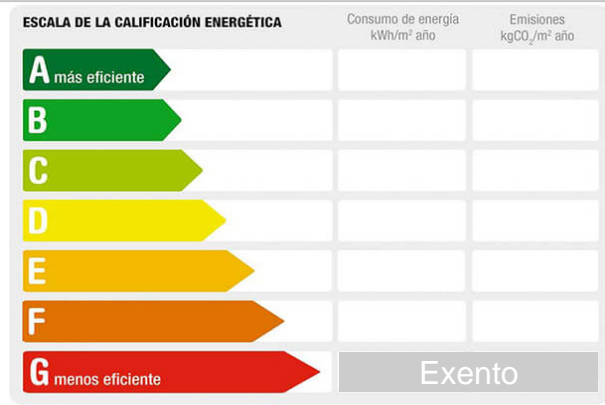 ESCALA DE LA CALIFICACIÓN ENERGÉTICA
Consumo de energía
kWh/m² año
Emisiones
kgCO₂/m² año
A más eficiente
B
C
D
E
F
G menos eficiente
Exento